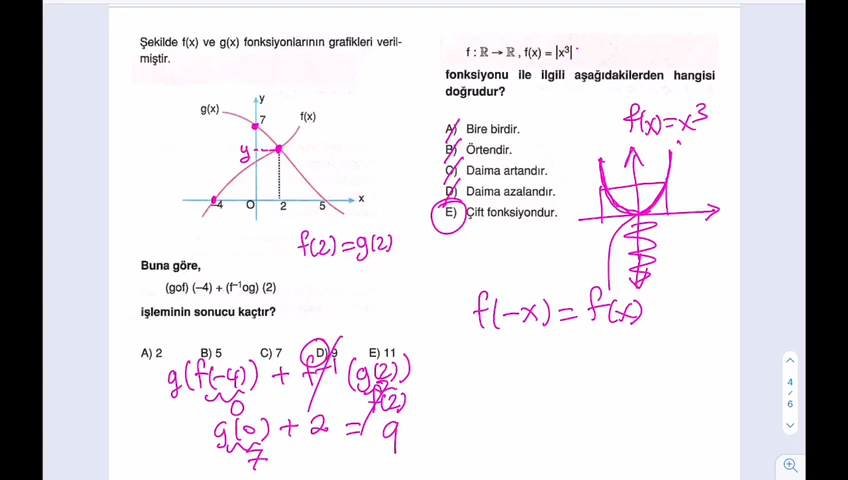 Şekilde f(x) ve g(x) fonksiyonlarının grafikleri veril-
miştir.
y
g(x)
7
f(x)
y
-4
O
2
5
x
f(2)=g(2)
Buna göre,
(gof) (–4) + (f⁻¹og) (2)
işleminin sonucu kaçtır?
A) 2 B) 5 C) 7 D) 9 E) 11
g(f(-4)) + f⁻¹(g(2))
0 f(2)
g(0) + 2 = 9
7
f : ℝ → ℝ, f(x) = |x³|
fonksiyonu ile ilgili aşağıdakilerden hangisi
doğrudur?
A) Bire birdir.
B) Örtendir.
C) Daima artandır.
D) Daima azalandır.
E) Çift fonksiyondur.
f(x)=x³
f(-x) = f(x)
4
/
6